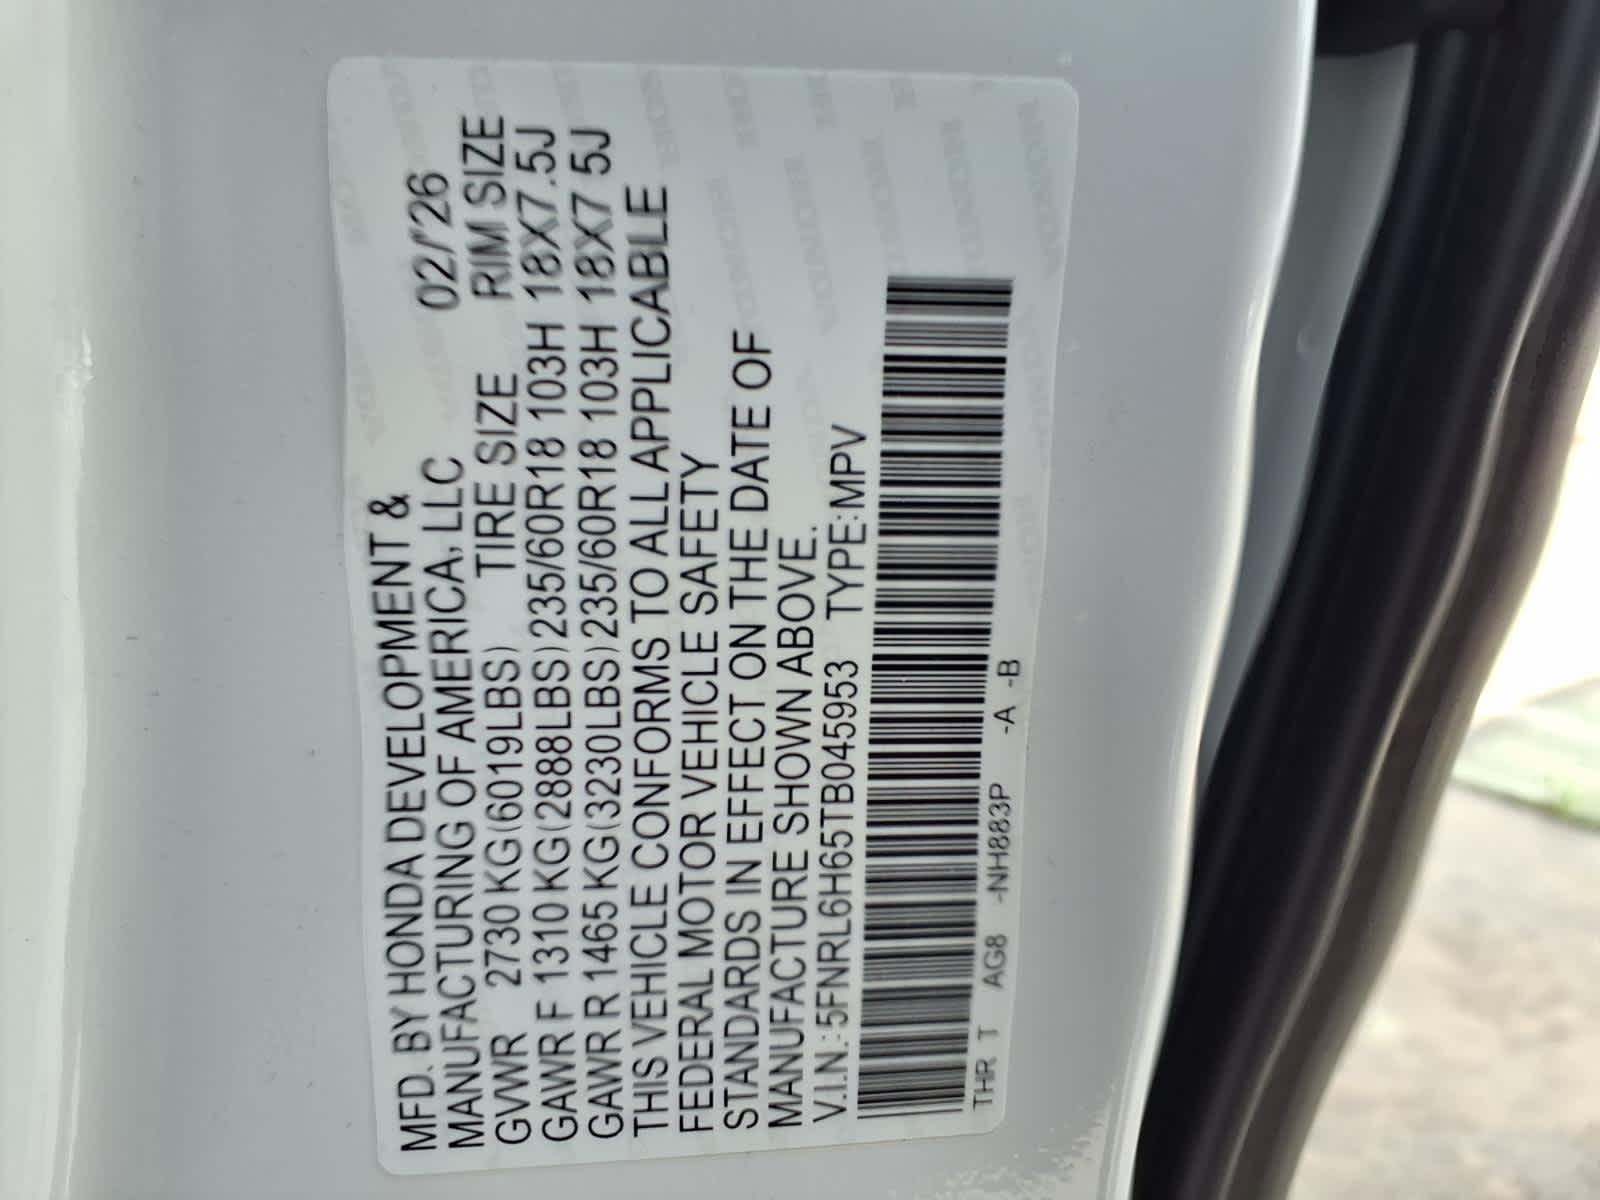 MFD. BY HONDA DEVELOPMENT &
MANUFACTURING OF AMERICA, LLC 02/'26
GVWR 2730 KG(6019LBS) TIRE SIZE RIM SIZE
GAWR F 1310 KG(2888LBS) 235/60R18 103H 18X7.5J
GAWR R 1465 KG(3230LBS) 235/60R18 103H 18X7 5J
THIS VEHICLE CONFORMS TO ALL APPLICABLE
FEDERAL MOTOR VEHICLE SAFETY
STANDARDS IN EFFECT ON THE DATE OF
MANUFACTURE SHOWN ABOVE.
V.I.N.:5FNRL6H65TB045953 TYPE:MPV
THR T AG8 -NH883P -A -B